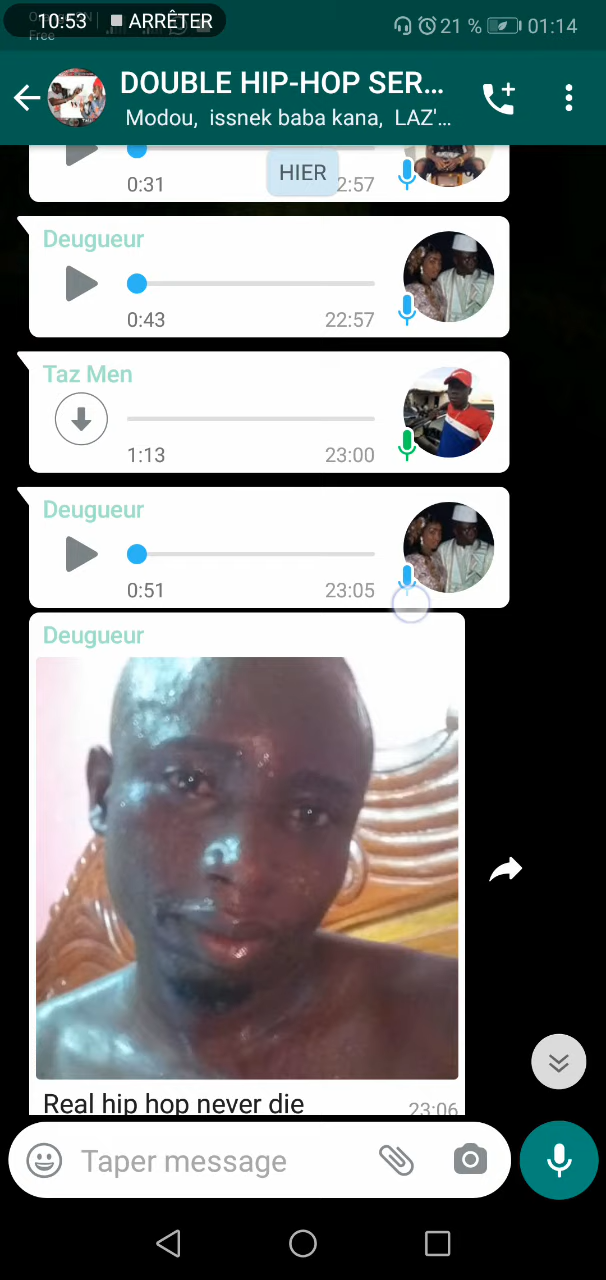 10:53 ARRÊTER
21 % 01:14
Free
DOUBLE HIP-HOP SER...
Modou, issnek baba kana, LAZ'...
HIER
0:31 2:57
Deugueur
0:43 22:57
Taz Men
1:13 23:00
Deugueur
0:51 23:05
Deugueur
Real hip hop never die
23:06
Taper message